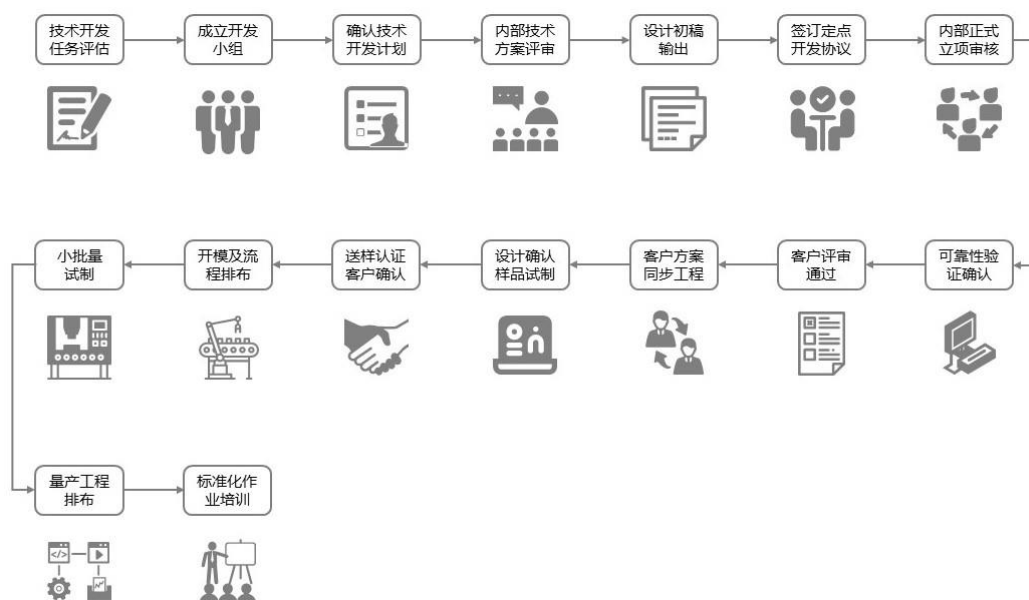 技术开发
任务评估
成立开发
小组
确认技术
开发计划
内部技术
方案评审
设计初稿
输出
签订定点
开发协议
内部正式
立项审核
小批量
试制
开模及流
程排布
送样认证
客户确认
设计确认
样品试制
客户方案
同步工程
客户评审
通过
可靠性验
证确认
量产工程
排布
标准化作
业培训